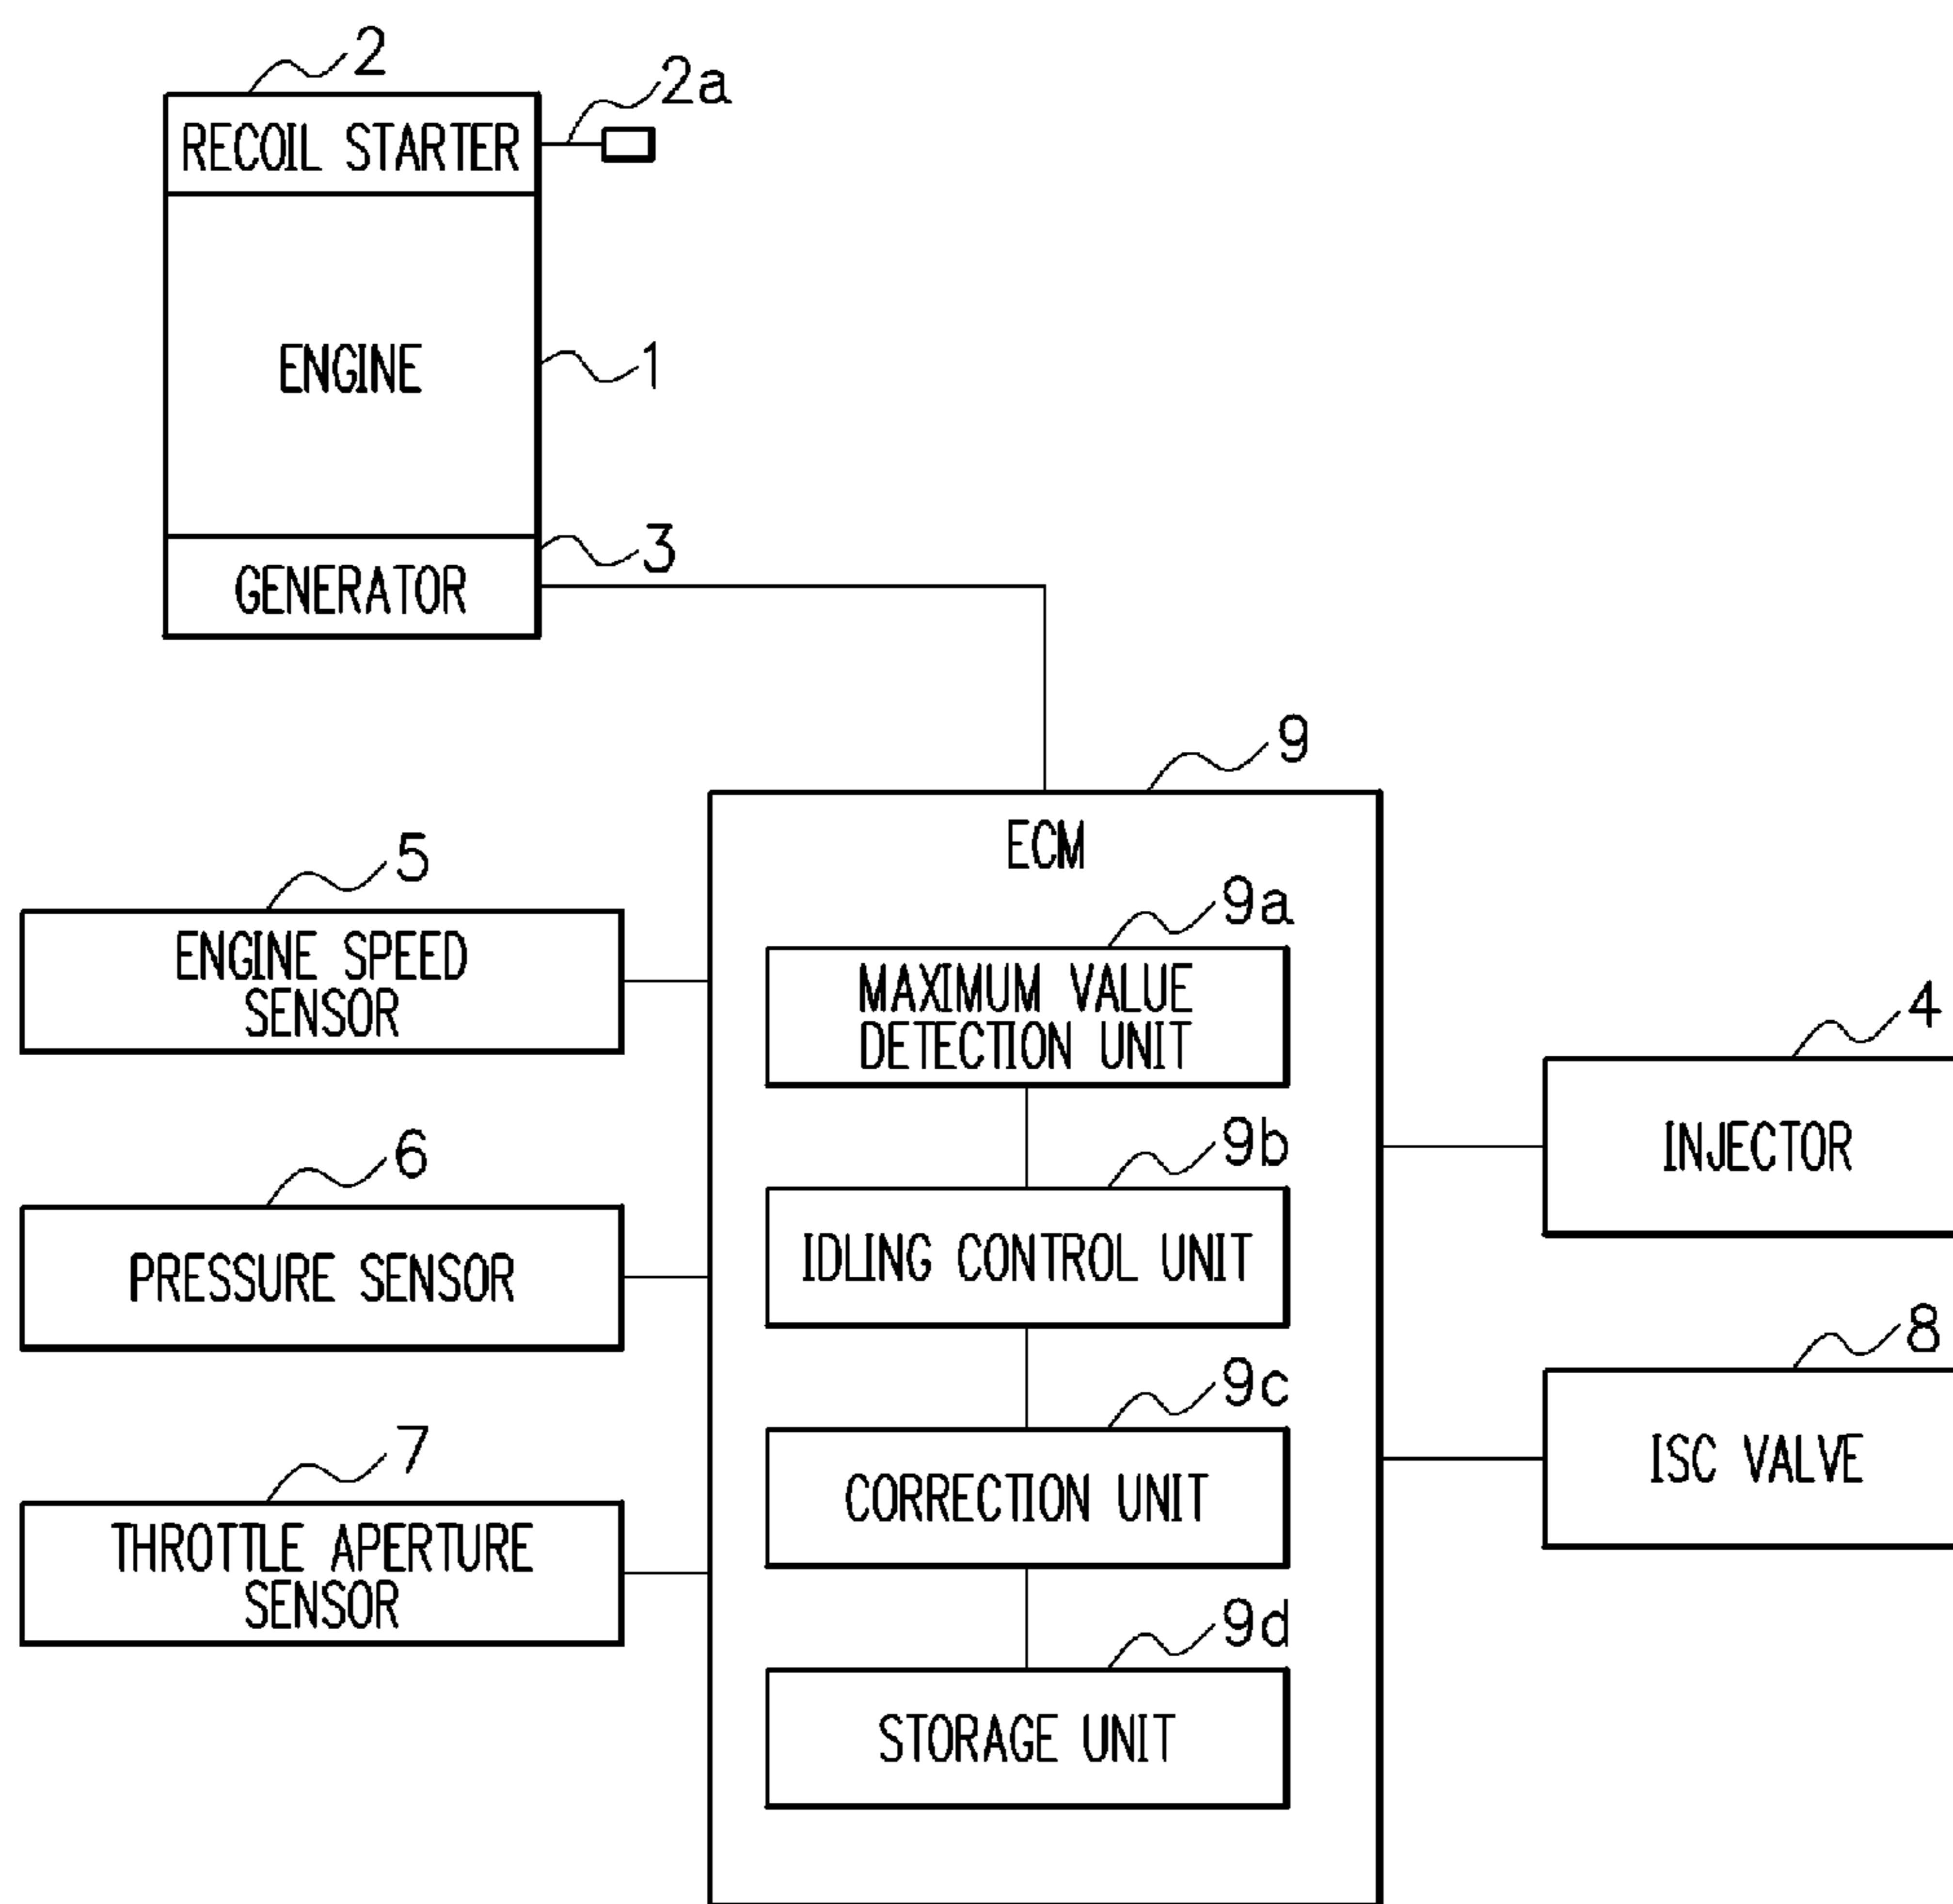 2
2a
RECOIL STARTER
ENGINE
1
3
GENERATOR
9
ECM
5
ENGINE SPEED
SENSOR
9a
MAXIMUM VALUE
DETECTION UNIT
4
INJECTOR
6
PRESSURE SENSOR
9b
IDLING CONTROL UNIT
8
ISC VALVE
7
THROTTLE APERTURE
SENSOR
9c
CORRECTION UNIT
9d
STORAGE UNIT